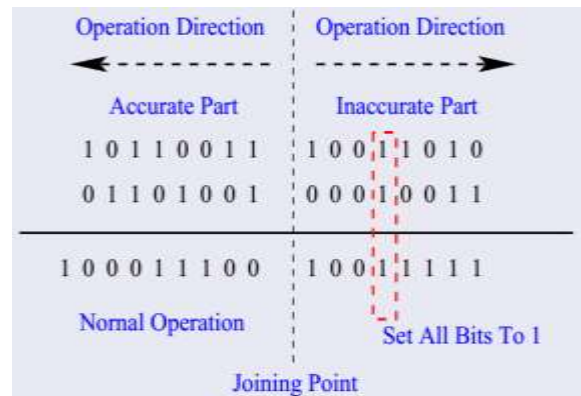 Operation Direction Operation Direction
Accurate Part Inaccurate Part
1 0 1 1 0 0 1 1 1 0 0 1 1 0 1 0
0 1 1 0 1 0 0 1 0 0 0 1 0 0 1 1
1 0 0 0 1 1 1 0 0 1 0 0 1 1 1 1 1
Nornal Operation Set All Bits To 1
Joining Point